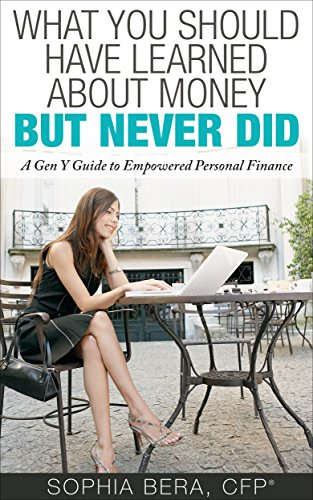 WHAT YOU SHOULD
HAVE LEARNED
ABOUT MONEY
BUT NEVER DID
A Gen Y Guide to Empowered Personal Finance
SOPHIA BERA, CFP®